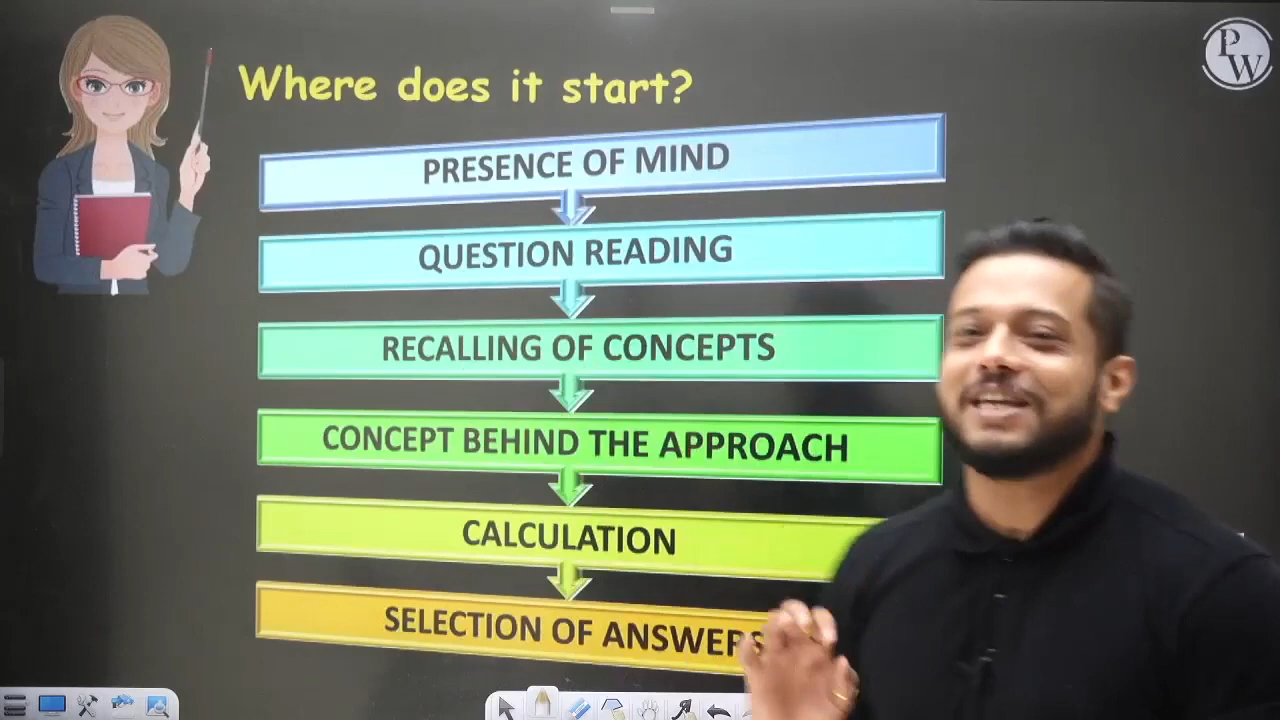 Where does it start?
PW
PRESENCE OF MIND
QUESTION READING
RECALLING OF CONCEPTS
CONCEPT BEHIND THE APPROACH
CALCULATION
SELECTION OF ANSWERS